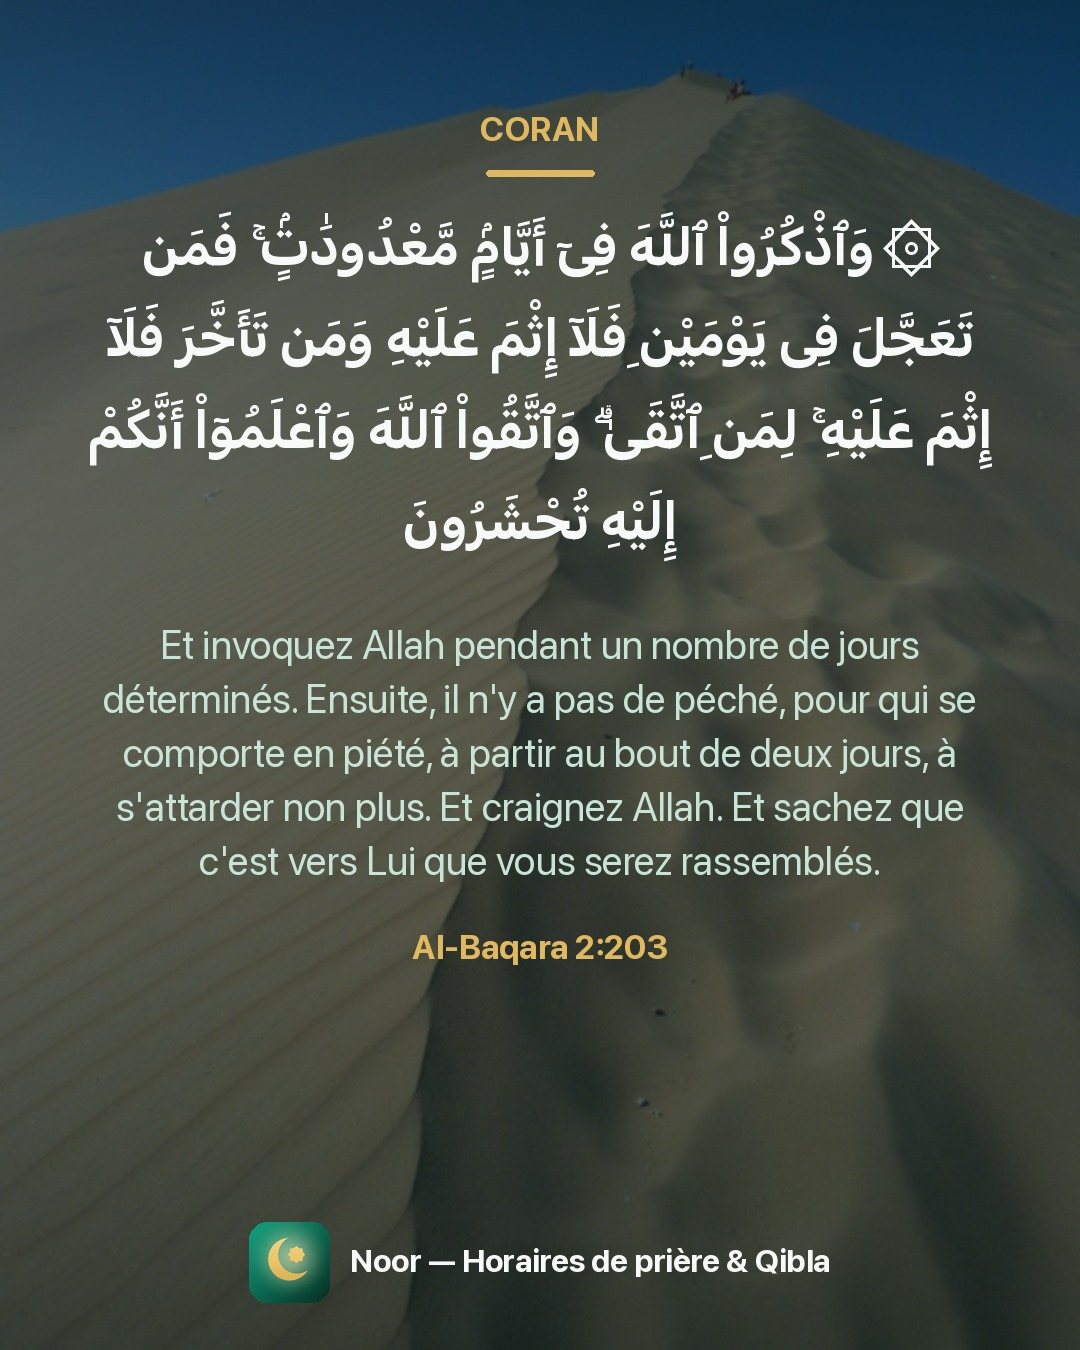 CORAN
۞ وَٱذْكُرُوا۟ ٱللَّهَ فِىٓ أَيَّامٍۢ مَّعْدُودَٰتٍۢ ۚ فَمَن
تَعَجَّلَ فِى يَوْمَيْنِ فَلَآ إِثْمَ عَلَيْهِ وَمَن تَأَخَّرَ فَلَآ
إِثْمَ عَلَيْهِ ۚ لِمَنِ ٱتَّقَىٰ ۗ وَٱتَّقُوا۟ ٱللَّهَ وَٱعْلَمُوٓا۟ أَنَّكُمْ
إِلَيْهِ تُحْشَرُونَ
Et invoquez Allah pendant un nombre de jours
déterminés. Ensuite, il n'y a pas de péché, pour qui se
comporte en piété, à partir au bout de deux jours, à
s'attarder non plus. Et craignez Allah. Et sachez que
c'est vers Lui que vous serez rassemblés.
Al-Baqara 2:203
Noor — Horaires de prière & Qibla